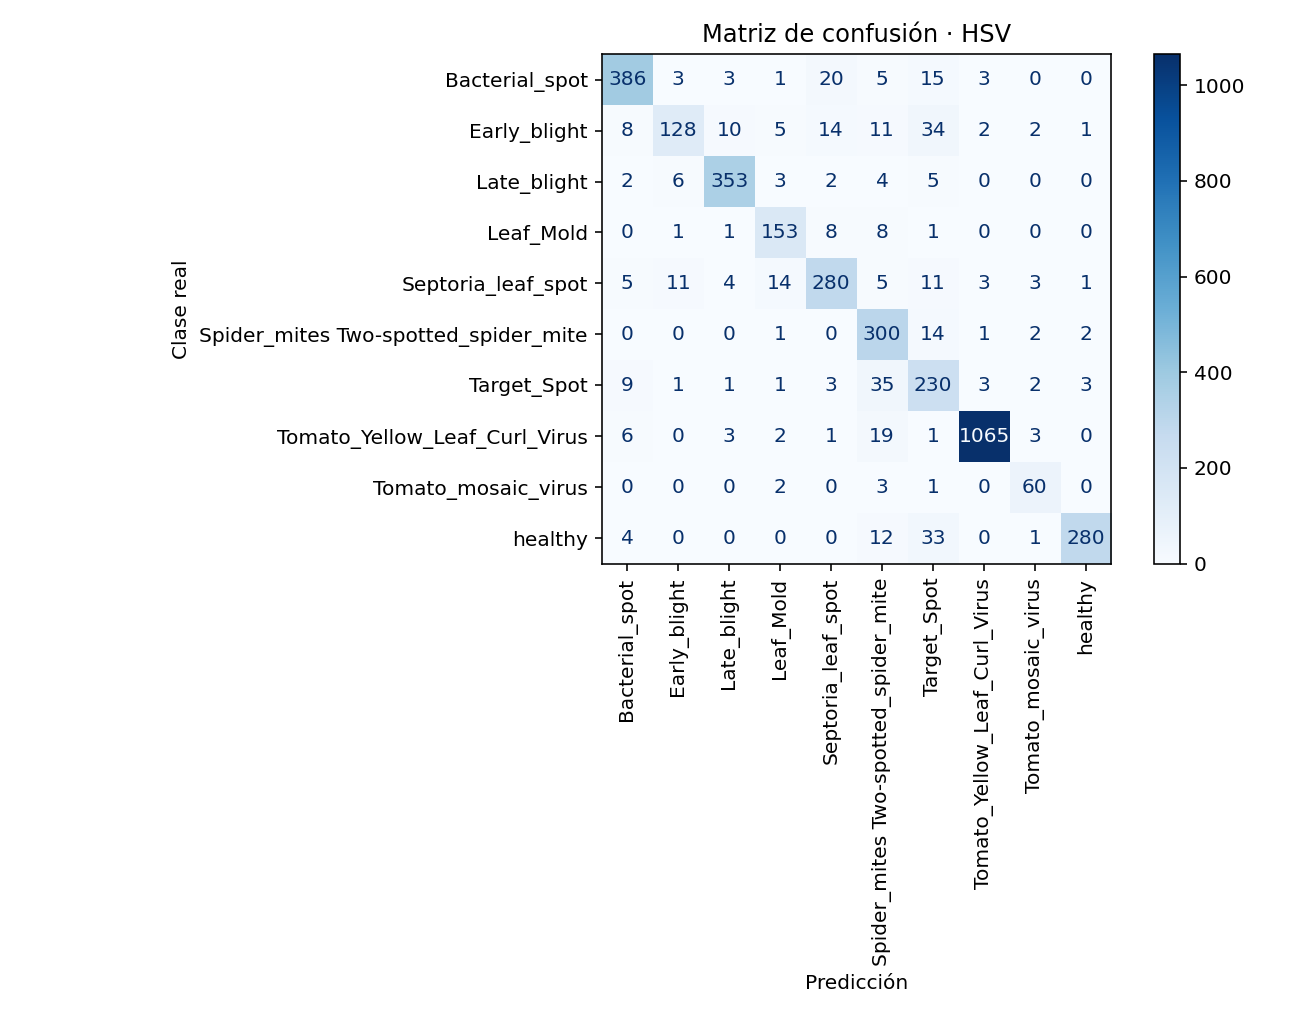 Matriz de confusión · HSV
Clase real
Bacterial_spot 386 3 3 1 20 5 15 3 0 0
Early_blight 8 128 10 5 14 11 34 2 2 1
Late_blight 2 6 353 3 2 4 5 0 0 0
Leaf_Mold 0 1 1 153 8 8 1 0 0 0
Septoria_leaf_spot 5 11 4 14 280 5 11 3 3 1
Spider_mites Two-spotted_spider_mite 0 0 0 1 0 300 14 1 2 2
Target_Spot 9 1 1 1 3 35 230 3 2 3
Tomato_Yellow_Leaf_Curl_Virus 6 0 3 2 1 19 1 1065 3 0
Tomato_mosaic_virus 0 0 0 2 0 3 1 0 60 0
healthy 4 0 0 0 0 12 33 0 1 280
Bacterial_spot
Early_blight
Late_blight
Leaf_Mold
Septoria_leaf_spot
Spider_mites Two-spotted_spider_mite
Target_Spot
Tomato_Yellow_Leaf_Curl_Virus
Tomato_mosaic_virus
healthy
Predicción
1000
800
600
400
200
0